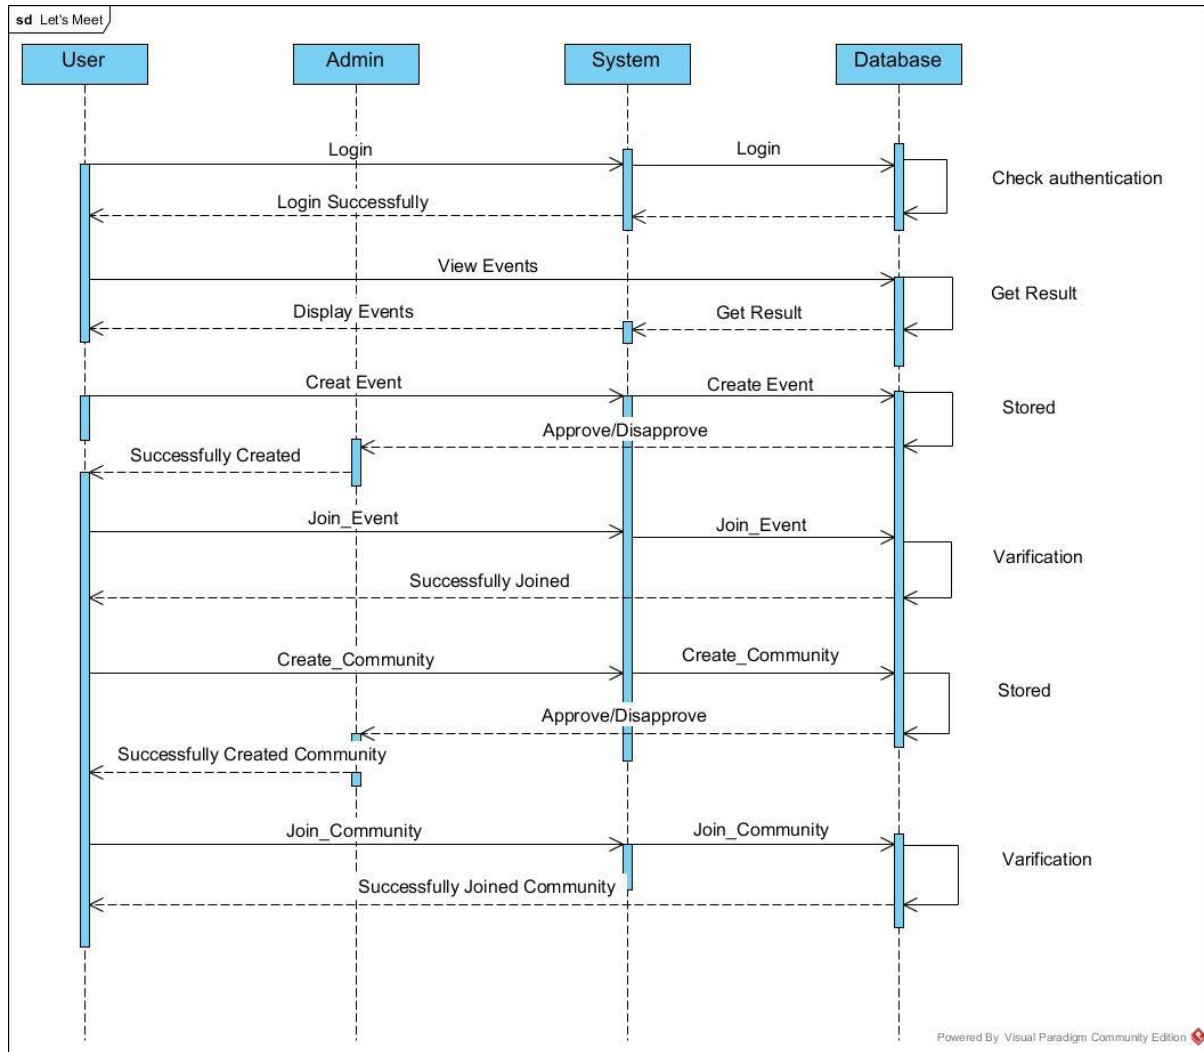 sd Let's Meet
User
Admin
System
Database
Login
Login
Check authentication
Login Successfully
View Events
Get Result
Display Events
Get Result
Creat Event
Create Event
Stored
Approve/Disapprove
Successfully Created
Join_Event
Join_Event
Varification
Successfully Joined
Create_Community
Create_Community
Stored
Approve/Disapprove
Successfully Created Community
Join_Community
Join_Community
Varification
Successfully Joined Community
Powered By Visual Paradigm Community Edition